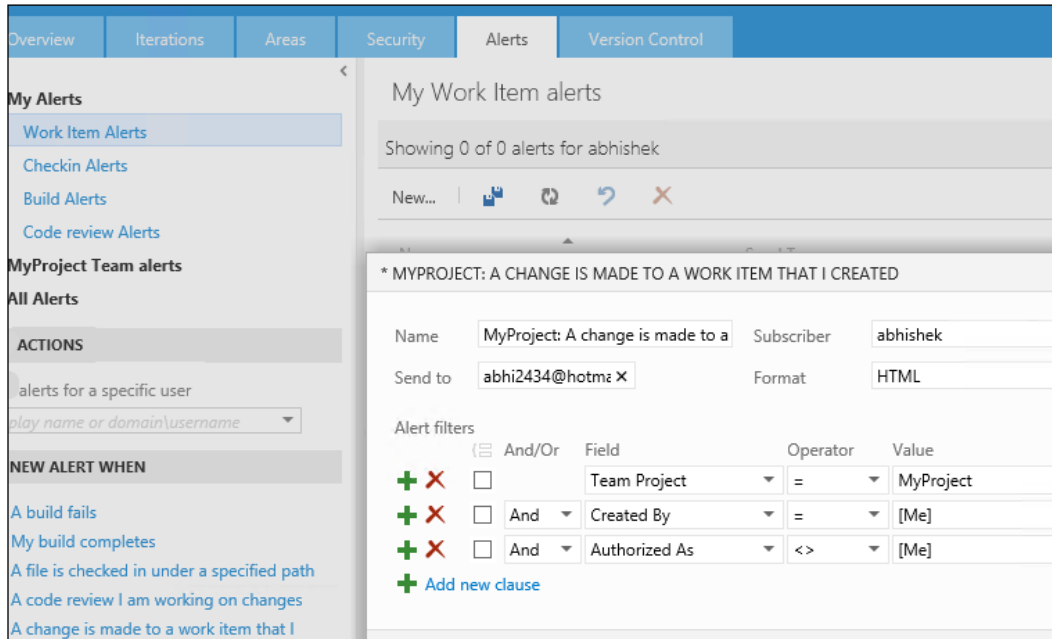 Overview Iterations Areas Security Alerts Version Control
My Alerts
Work Item Alerts
Checkin Alerts
Build Alerts
Code review Alerts
MyProject Team alerts
All Alerts
ACTIONS
alerts for a specific user
play name or domain\username
NEW ALERT WHEN
A build fails
My build completes
A file is checked in under a specified path
A code review I am working on changes
A change is made to a work item that I
My Work Item alerts
Showing 0 of 0 alerts for abhishek
New...
* MYPROJECT: A CHANGE IS MADE TO A WORK ITEM THAT I CREATED
Name MyProject: A change is made to a Subscriber abhishek
Send to abhi2434@hotma Format HTML
Alert filters
And/Or Field Operator Value
Team Project = MyProject
And Created By = [Me]
And Authorized As <> [Me]
Add new clause